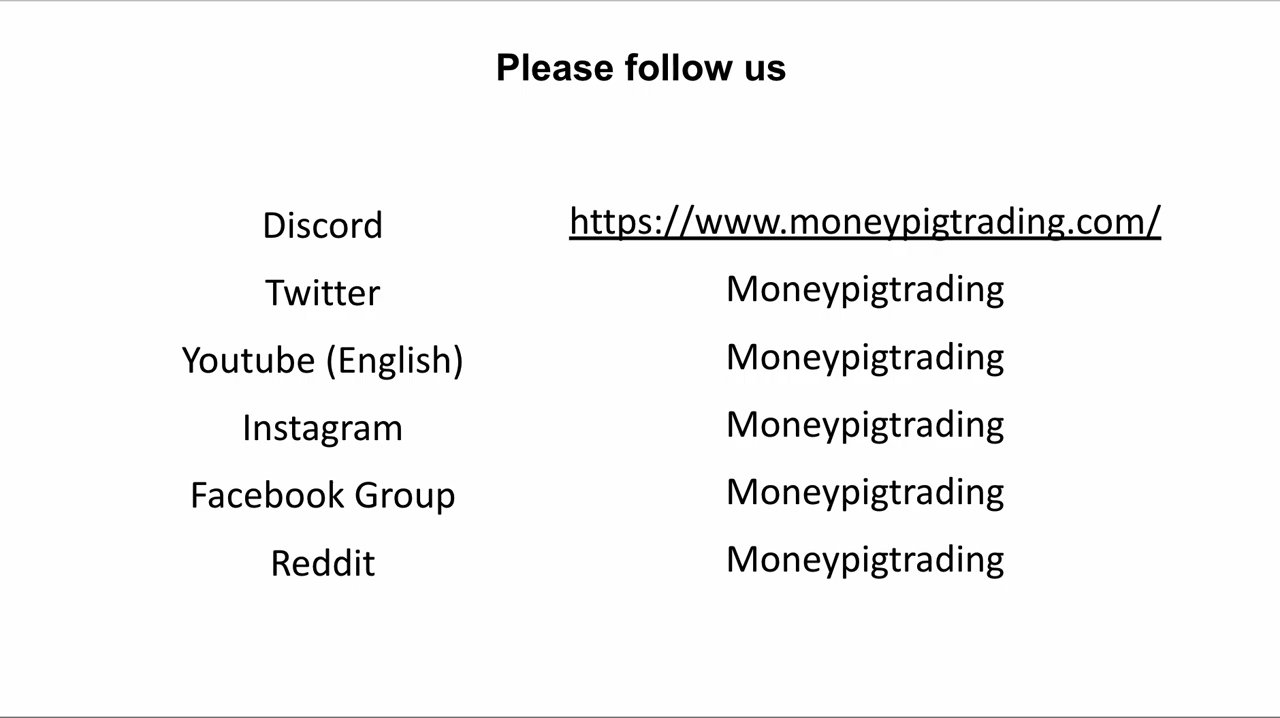 Please follow us
Discord https://www.moneypigtrading.com/
Twitter Moneypigtrading
Youtube (English) Moneypigtrading
Instagram Moneypigtrading
Facebook Group Moneypigtrading
Reddit Moneypigtrading